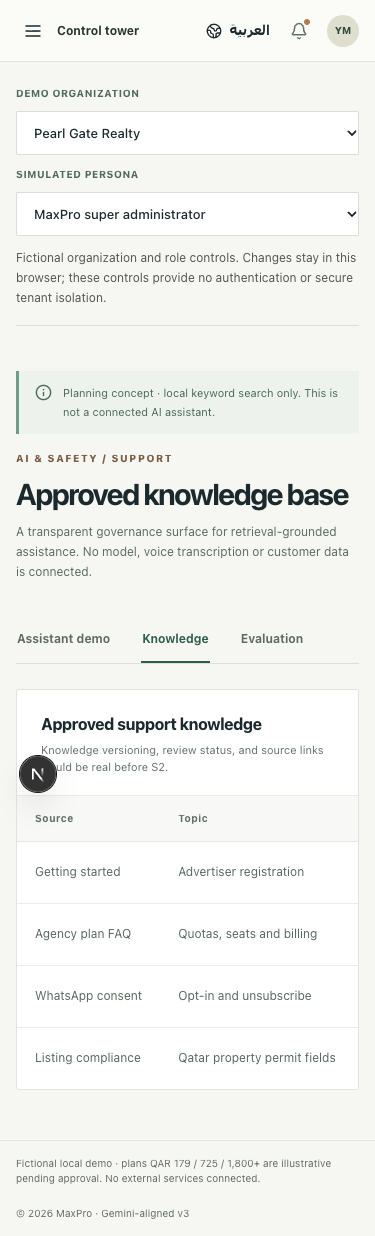 Control tower
العربية
YM
DEMO ORGANIZATION
Pearl Gate Realty
SIMULATED PERSONA
MaxPro super administrator
Fictional organization and role controls. Changes stay in this
browser; these controls provide no authentication or secure
tenant isolation.
Planning concept · local keyword search only. This is
not a connected AI assistant.
AI & SAFETY / SUPPORT
Approved knowledge base
A transparent governance surface for retrieval-grounded
assistance. No model, voice transcription or customer data
is connected.
Assistant demo
Knowledge
Evaluation
Approved support knowledge
Knowledge versioning, review status, and source links
be real before S2.
N
Source
Topic
Getting started
Advertiser registration
Agency plan FAQ
Quotas, seats and billing
WhatsApp consent
Opt-in and unsubscribe
Listing compliance
Qatar property permit fields
Fictional local demo · plans QAR 179 / 725 / 1,800+ are illustrative
pending approval. No external services connected.
© 2026 MaxPro · Gemini-aligned v3